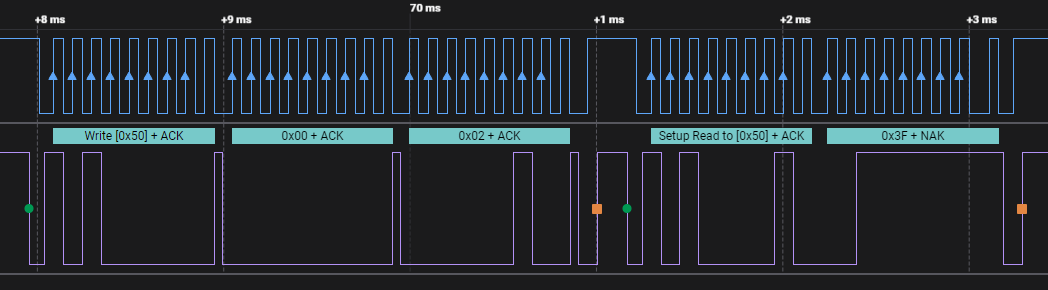 +8 ms +9 ms 70 ms +1 ms +2 ms +3 ms
Write [0x50] + ACK 0x00 + ACK 0x02 + ACK Setup Read to [0x50] + ACK 0x3F + NAK